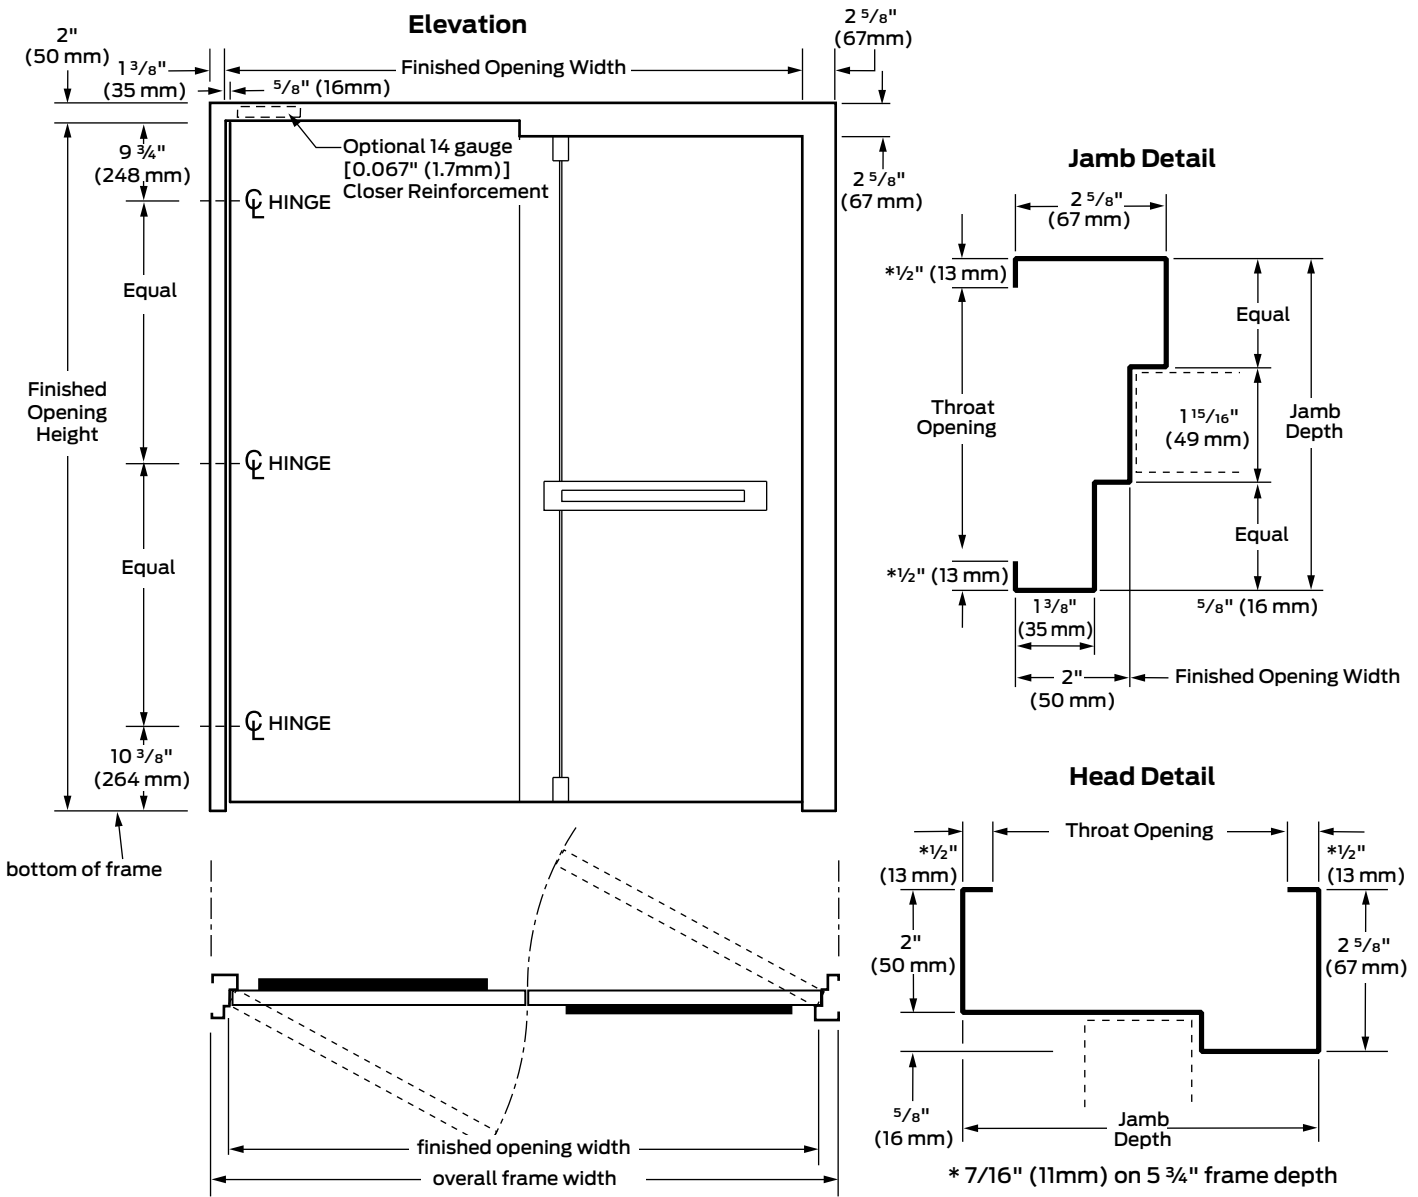 Elevation
2"
(50 mm)
1 3/8"
(35 mm)
Finished Opening Width
5/8" (16mm)
2 5/8"
(67mm)
Optional 14 gauge
[0.067" (1.7mm)]
Closer Reinforcement
9 3/4"
(248 mm)
2 5/8"
(67 mm)
℄ HINGE
Equal
Finished
Opening
Height
℄ HINGE
Equal
℄ HINGE
10 3/8"
(264 mm)
bottom of frame
finished opening width
overall frame width
Jamb Detail
2 5/8"
(67 mm)
*1/2" (13 mm)
Equal
Throat
Opening
1 15/16"
(49 mm)
Jamb
Depth
Equal
*1/2" (13 mm)
1 3/8"
(35 mm)
5/8" (16 mm)
2"
(50 mm)
Finished Opening Width
Head Detail
Throat Opening
*1/2"
(13 mm)
*1/2"
(13 mm)
2"
(50 mm)
2 5/8"
(67 mm)
5/8"
(16 mm)
Jamb
Depth
* 7/16" (11mm) on 5 3/4" frame depth